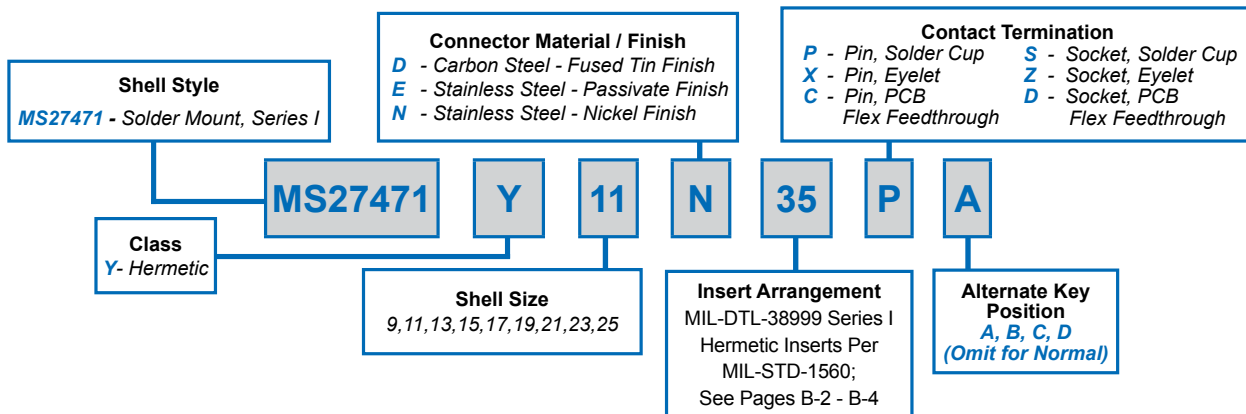 Shell Style
MS27471 - Solder Mount, Series I
Connector Material / Finish
D - Carbon Steel - Fused Tin Finish
E - Stainless Steel - Passivate Finish
N - Stainless Steel - Nickel Finish
Contact Termination
P - Pin, Solder Cup
X - Pin, Eyelet
C - Pin, PCB
Flex Feedthrough
S - Socket, Solder Cup
Z - Socket, Eyelet
D - Socket, PCB
Flex Feedthrough
MS27471 Y 11 N 35 P A
Class
Y- Hermetic
Shell Size
9,11,13,15,17,19,21,23,25
Insert Arrangement
MIL-DTL-38999 Series I
Hermetic Inserts Per
MIL-STD-1560;
See Pages B-2 - B-4
Alternate Key
Position
A, B, C, D
(Omit for Normal)